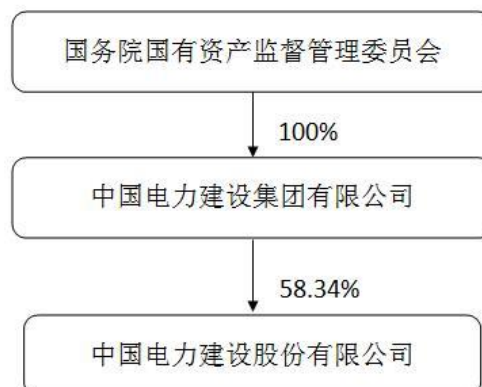 国务院国有资产监督管理委员会
100%
中国电力建设集团有限公司
58.34%
中国电力建设股份有限公司